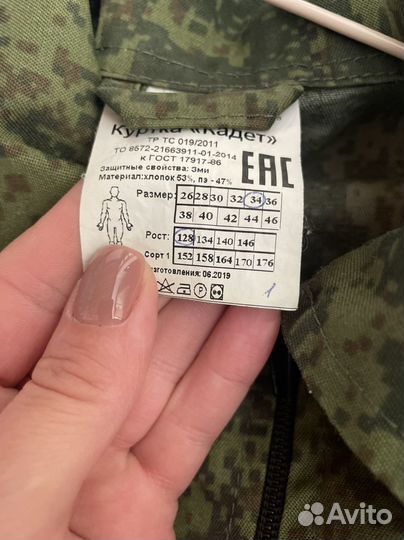 Куртка «Кадет»
ТР ТС 019/2011
ТО 8572-21663911-01-2014
к ГОСТ 17917-86
EAC
Защитные свойства: Зми
Материал:хлопок 53%, пэ - 47%
Размер: 26 28 30 32 34 36
38 40 42 44 46
Рост: 128 134 140 146
Сорт 1 152 158 164 170 176
изготовления: 06.2019
P
1
Avito